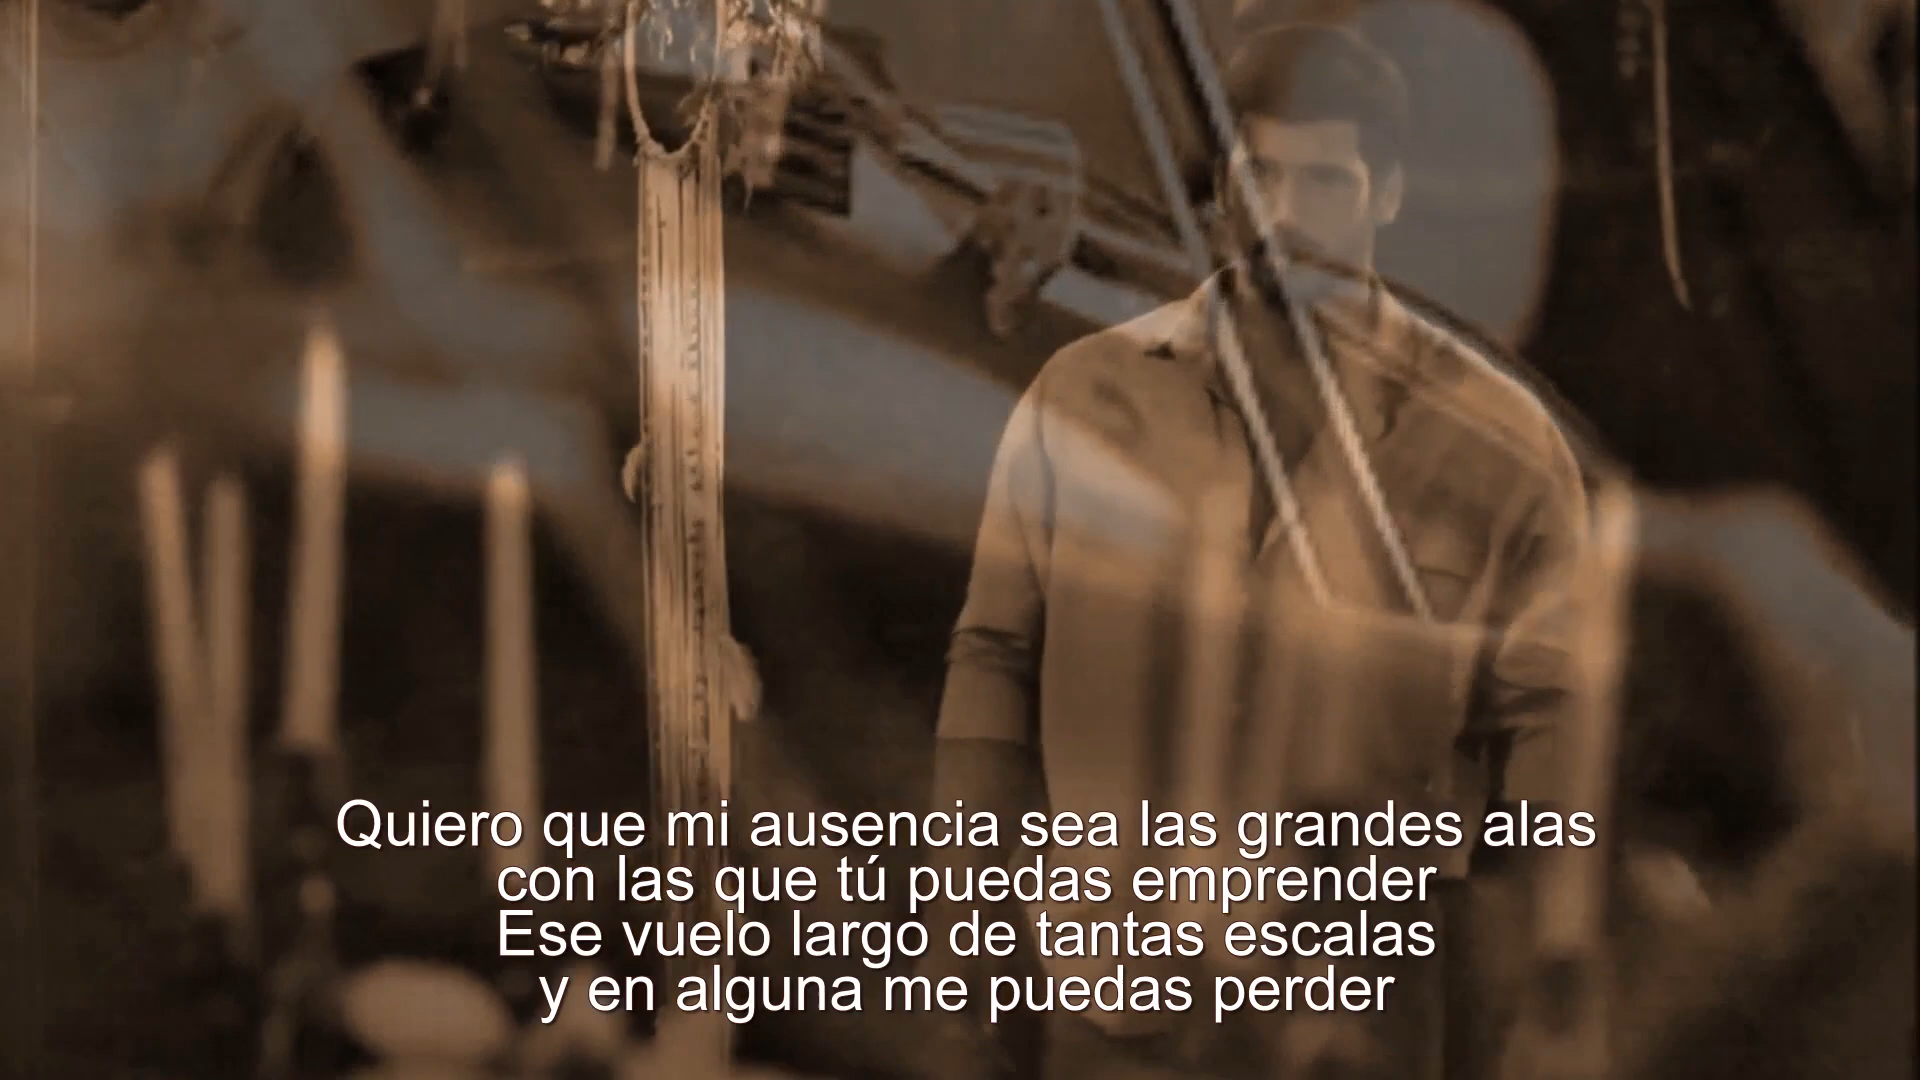 Quiero que mi ausencia sea las grandes alas
con las que tú puedas emprender
Ese vuelo largo de tantas escalas
y en alguna me puedas perder